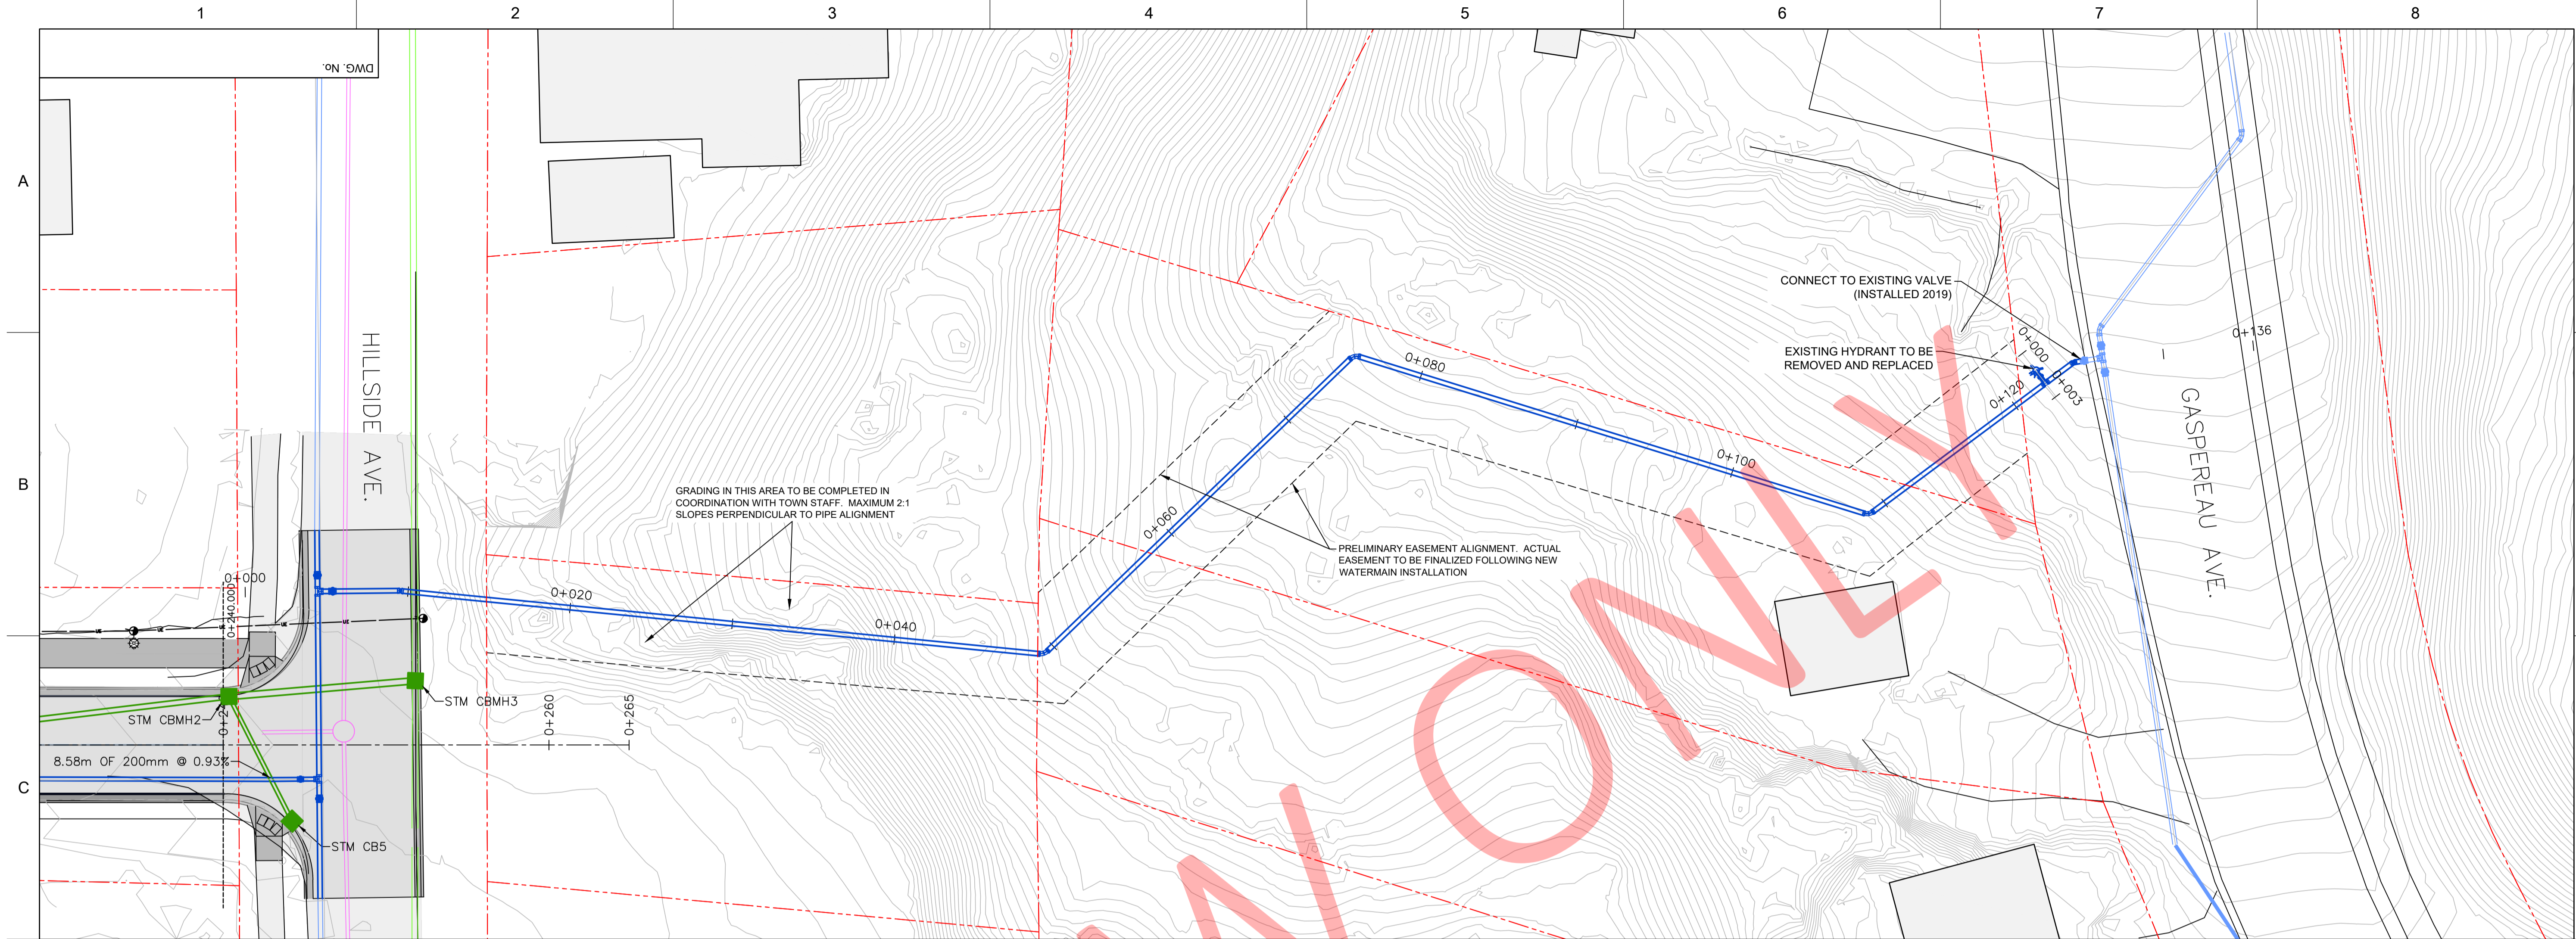 1 2 3 4 5 6 7 8
A
B
C
DWG. No.
HILLSIDE AVE.
GASPEREAU AVE.
CONNECT TO EXISTING VALVE
(INSTALLED 2019)
EXISTING HYDRANT TO BE
REMOVED AND REPLACED
0+000
0+003
0+136
0+120
0+100
0+080
0+060
0+040
0+020
0+000
0+240.000
GRADING IN THIS AREA TO BE COMPLETED IN
COORDINATION WITH TOWN STAFF. MAXIMUM 2:1
SLOPES PERPENDICULAR TO PIPE ALIGNMENT
PRELIMINARY EASEMENT ALIGNMENT. ACTUAL
EASEMENT TO BE FINALIZED FOLLOWING NEW
WATERMAIN INSTALLATION
UE UE UE UE UE
STM CBMH3
STM CBMH2
0+260
0+265
8.58m OF 200mm @ 0.93%
STM CB5
ONLY